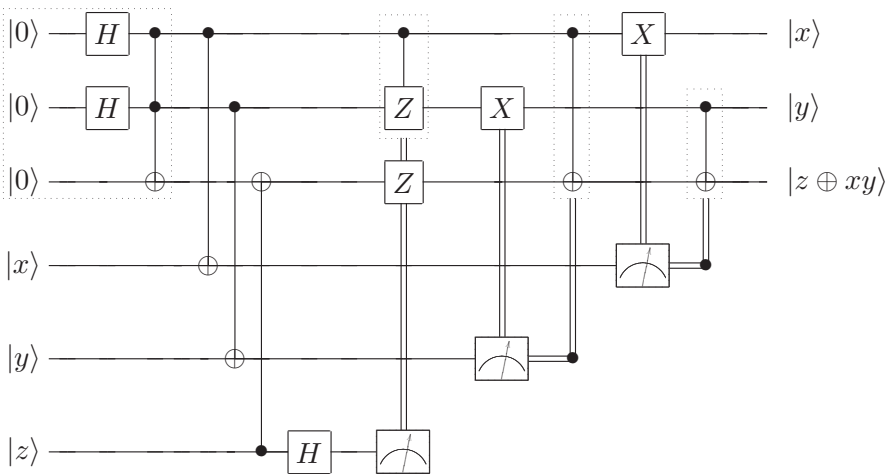 |0⟩ H X |x⟩
|0⟩ H Z X |y⟩
|0⟩ Z |z ⊕ xy⟩
|x⟩
|y⟩
|z⟩ H